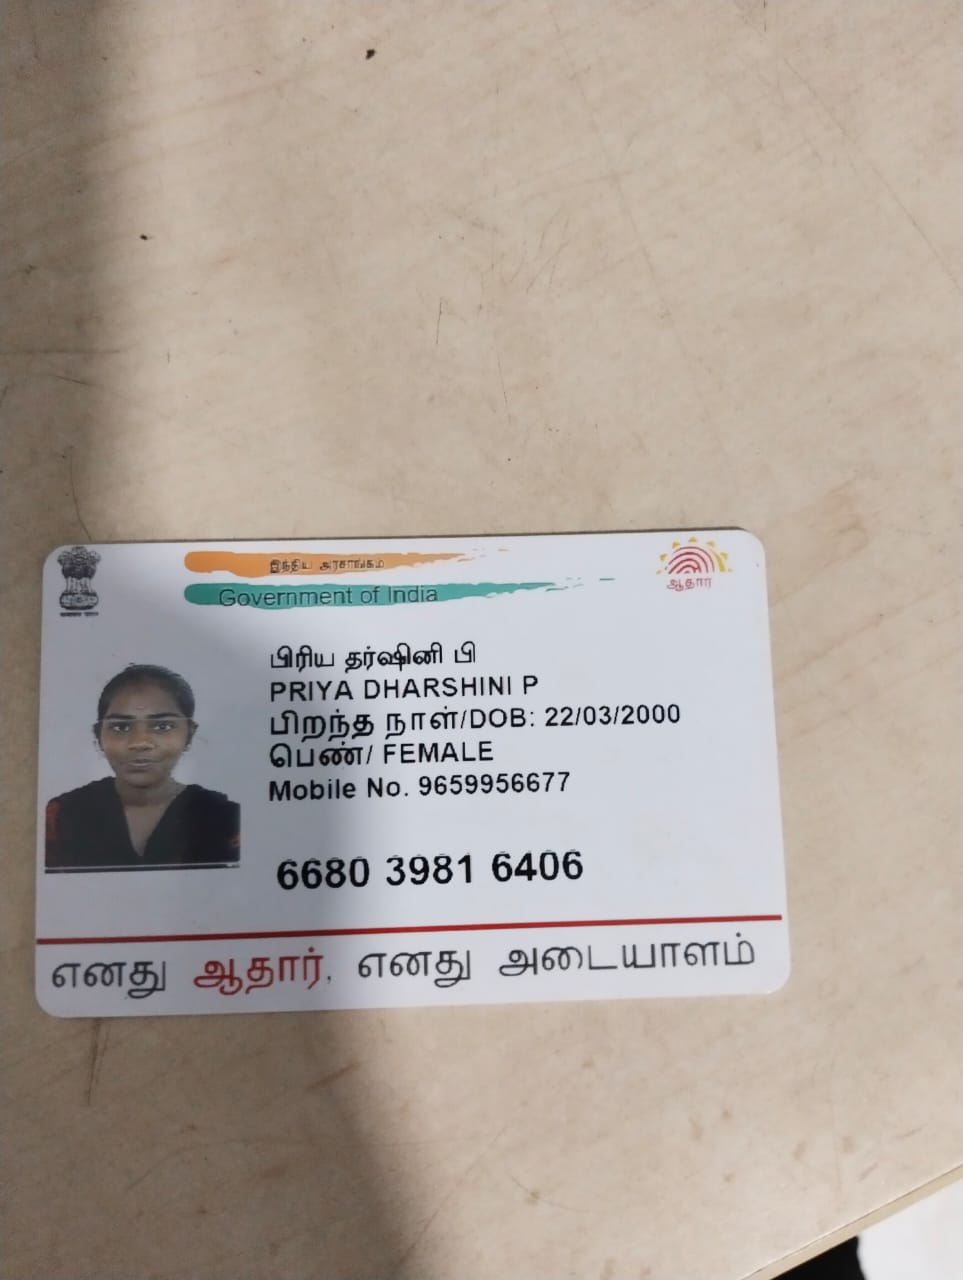 இந்திய அரசாங்கம்
Government of India
ஆதார்
பிரிய தர்ஷினி பி
PRIYA DHARSHINI P
பிறந்த நாள்/DOB: 22/03/2000
பெண்/ FEMALE
Mobile No. 9659956677
6680 3981 6406
எனது ஆதார், எனது அடையாளம்